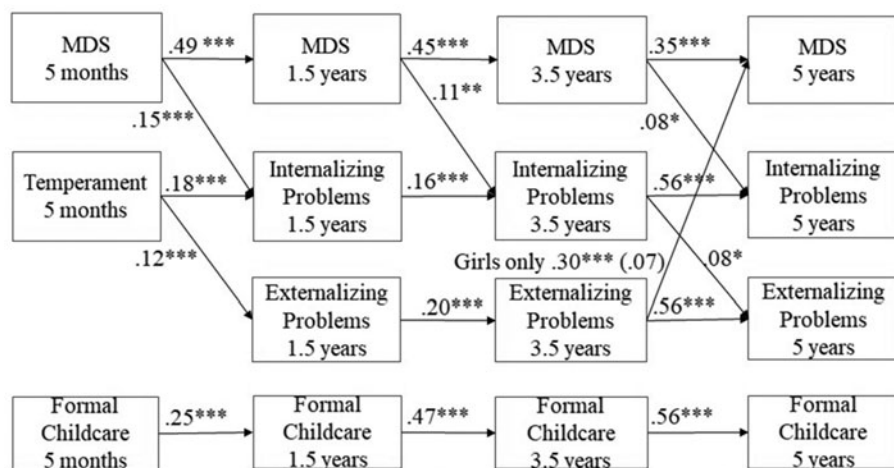 MDS
5 months
.49 ***
MDS
1.5 years
.45***
MDS
3.5 years
.35***
MDS
5 years
.15***
.11**
.08*
Temperament
5 months
.18***
Internalizing
Problems
1.5 years
.16***
Internalizing
Problems
3.5 years
.56***
Internalizing
Problems
5 years
.12***
Girls only .30*** (.07)
.08*
Externalizing
Problems
1.5 years
.20***
Externalizing
Problems
3.5 years
.56***
Externalizing
Problems
5 years
Formal
Childcare
5 months
.25***
Formal
Childcare
1.5 years
.47***
Formal
Childcare
3.5 years
.56***
Formal
Childcare
5 years